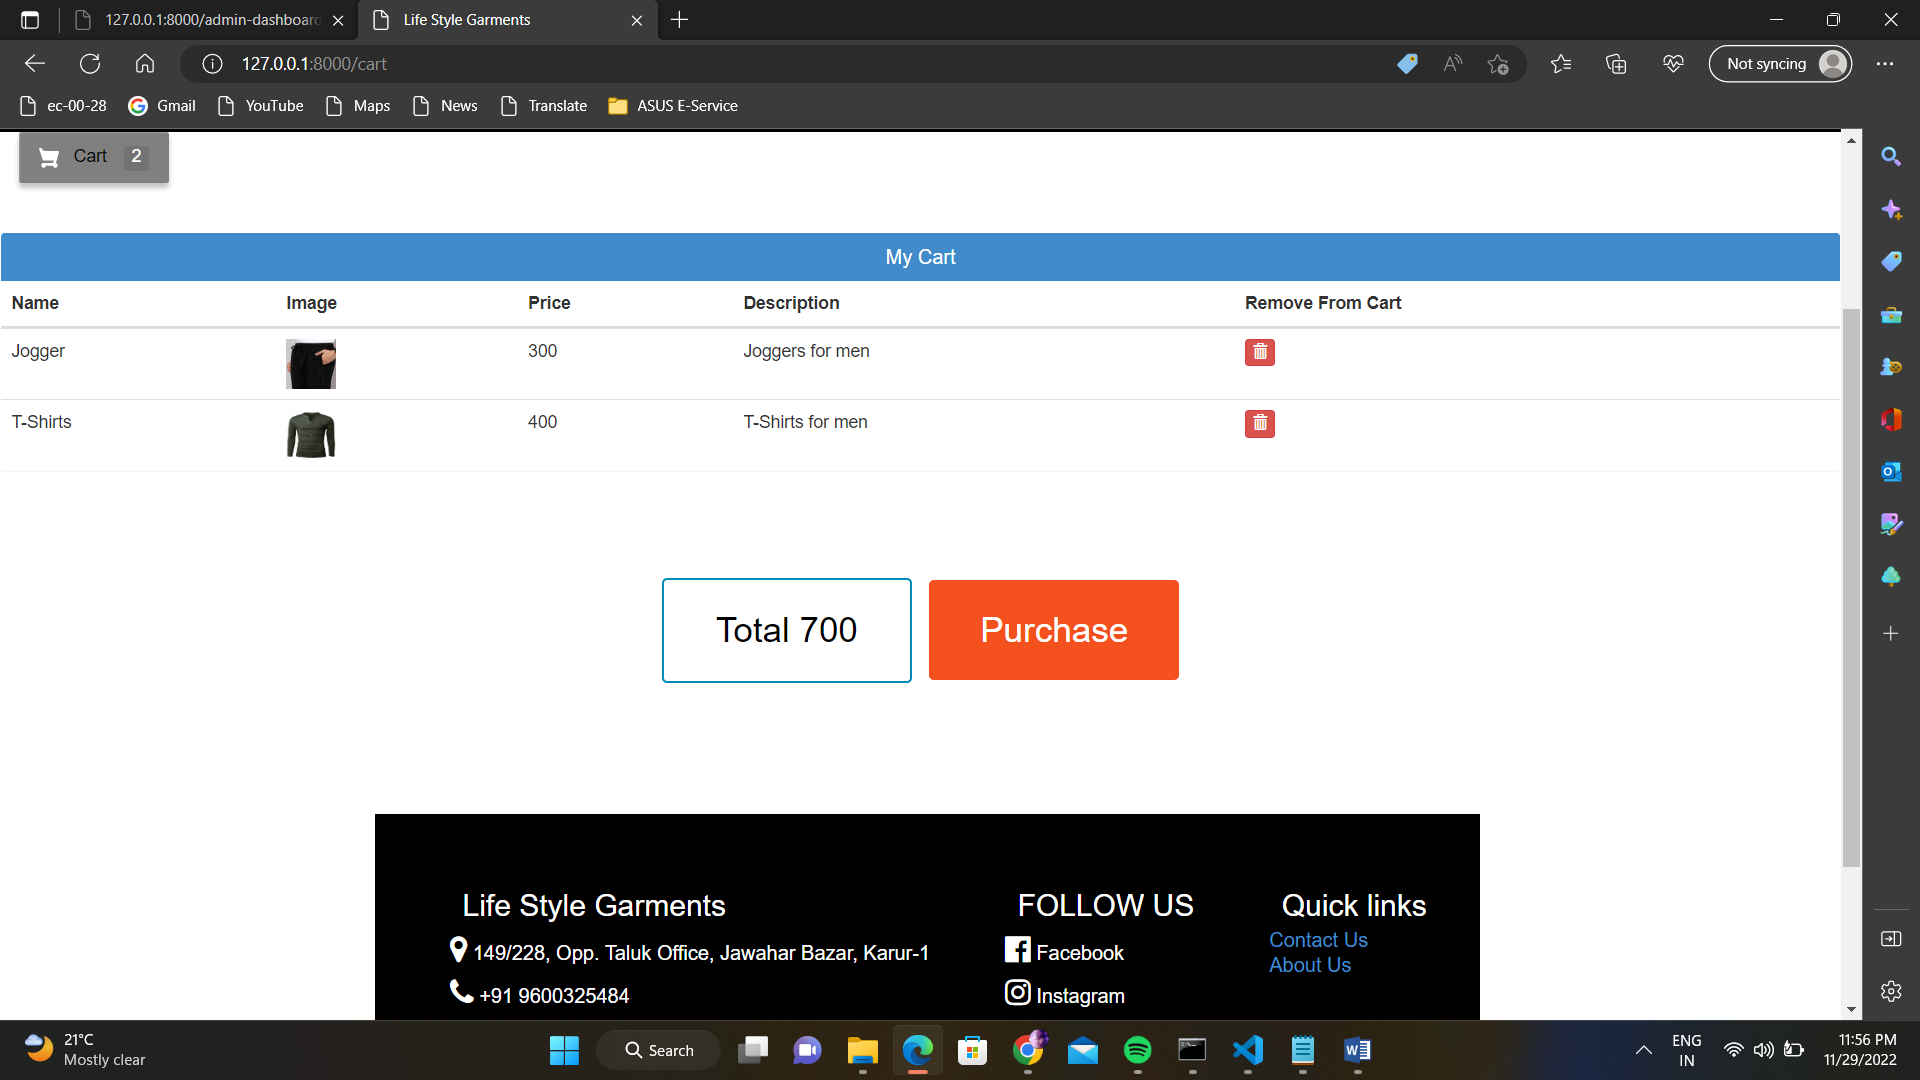 127.0.0.1:8000/admin-dashboard
Life Style Garments
127.0.0.1:8000/cart
Not syncing
ec-00-28
Gmail
YouTube
Maps
News
Translate
ASUS E-Service
Cart 2
My Cart
Name Image Price Description Remove From Cart
Jogger 300 Joggers for men
T-Shirts 400 T-Shirts for men
Total 700
Purchase
Life Style Garments
149/228, Opp. Taluk Office, Jawahar Bazar, Karur-1
+91 9600325484
FOLLOW US
Facebook
Instagram
Quick links
Contact Us
About Us
21°C
Mostly clear
Search
ENG
IN
11:56 PM
11/29/2022